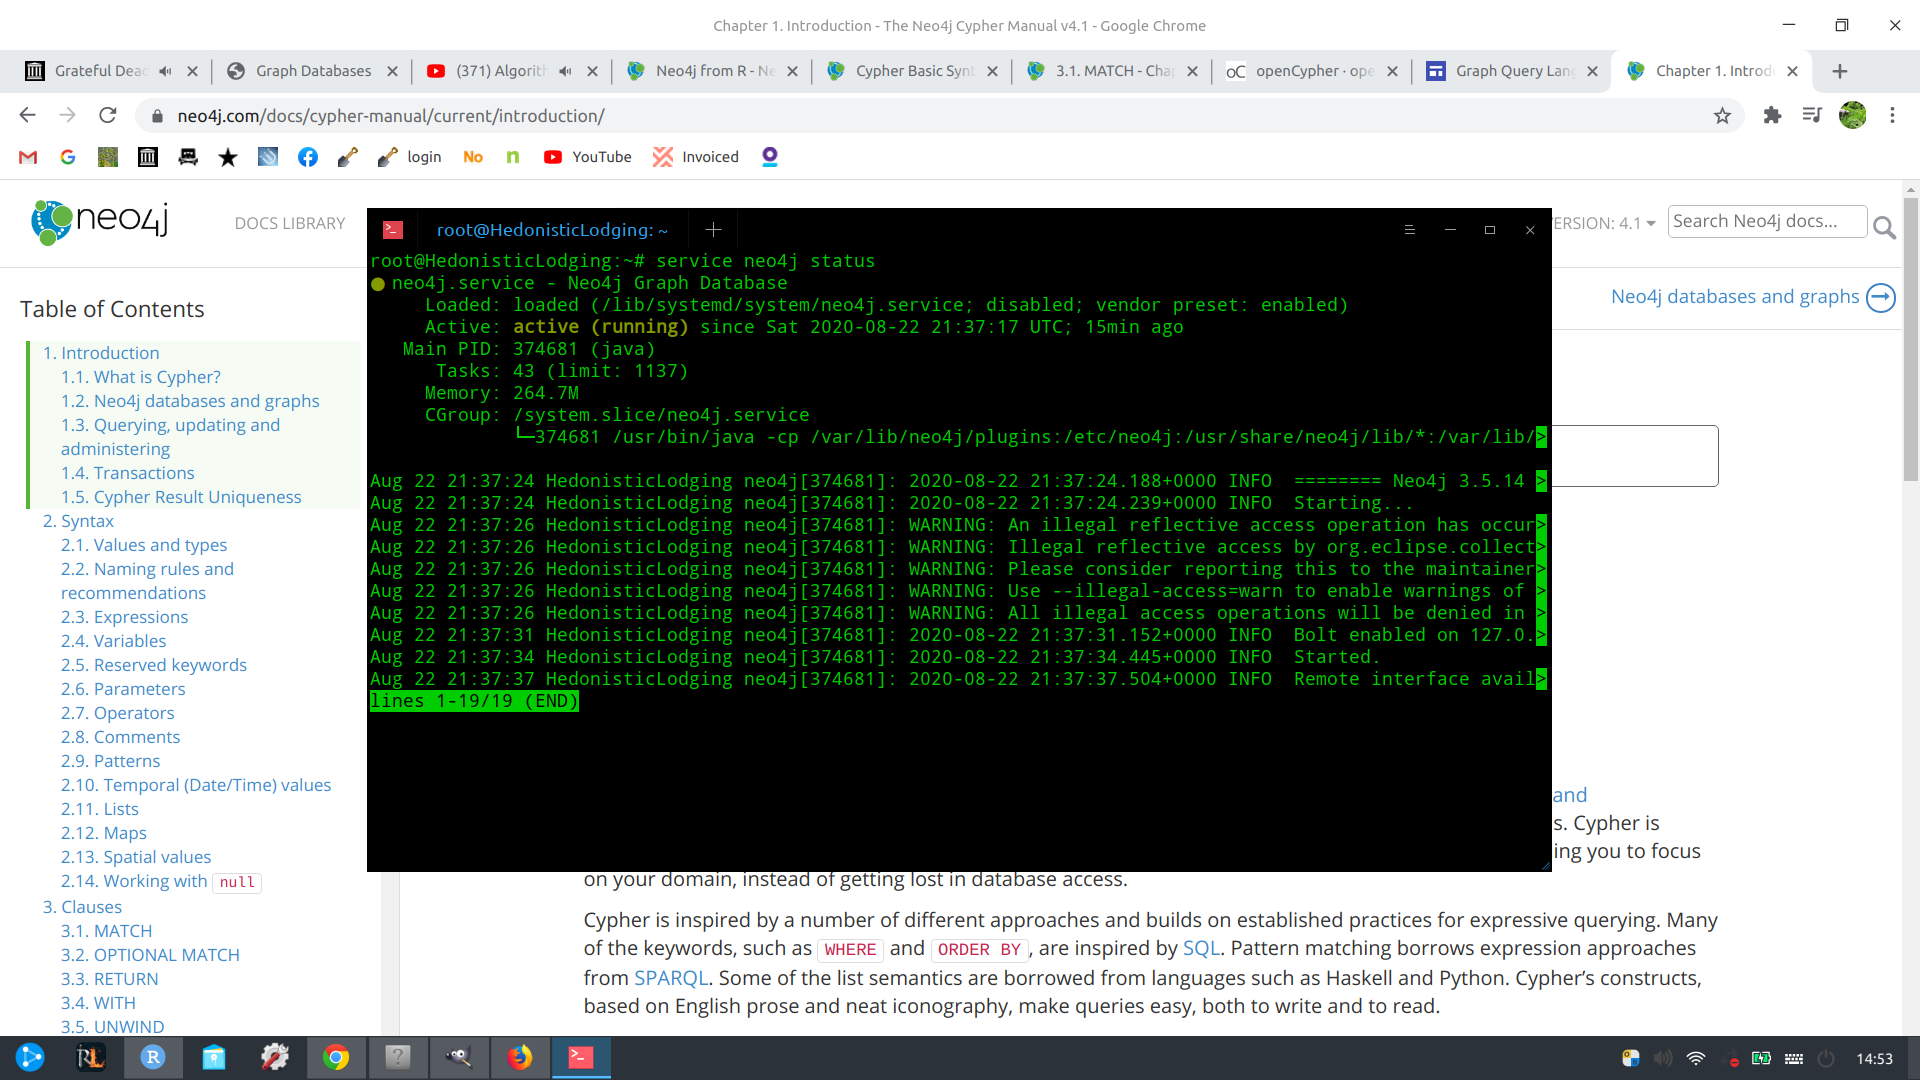 Chapter 1. Introduction - The Neo4j Cypher Manual v4.1 - Google Chrome
Grateful Dead
Graph Databases
(371) Algorith
Neo4j from R - Ne
Cypher Basic Synt
3.1. MATCH - Chap
oC openCypher · ope
Graph Query Lang
Chapter 1. Introdu
neo4j.com/docs/cypher-manual/current/introduction/
login
No
n
YouTube
Invoiced
neo4j
DOCS LIBRARY
ERSION: 4.1
Search Neo4j docs...
Neo4j databases and graphs
Table of Contents
1. Introduction
1.1. What is Cypher?
1.2. Neo4j databases and graphs
1.3. Querying, updating and
administering
1.4. Transactions
1.5. Cypher Result Uniqueness
2. Syntax
2.1. Values and types
2.2. Naming rules and
recommendations
2.3. Expressions
2.4. Variables
2.5. Reserved keywords
2.6. Parameters
2.7. Operators
2.8. Comments
2.9. Patterns
2.10. Temporal (Date/Time) values
2.11. Lists
2.12. Maps
2.13. Spatial values
2.14. Working with null
3. Clauses
3.1. MATCH
3.2. OPTIONAL MATCH
3.3. RETURN
3.4. WITH
3.5. UNWIND
root@HedonisticLodging: ~
root@HedonisticLodging:~# service neo4j status
● neo4j.service - Neo4j Graph Database
Loaded: loaded (/lib/systemd/system/neo4j.service; disabled; vendor preset: enabled)
Active: active (running) since Sat 2020-08-22 21:37:17 UTC; 15min ago
Main PID: 374681 (java)
Tasks: 43 (limit: 1137)
Memory: 264.7M
CGroup: /system.slice/neo4j.service
└─374681 /usr/bin/java -cp /var/lib/neo4j/plugins:/etc/neo4j:/usr/share/neo4j/lib/*:/var/lib/>
Aug 22 21:37:24 HedonisticLodging neo4j[374681]: 2020-08-22 21:37:24.188+0000 INFO  ======== Neo4j 3.5.14 >
Aug 22 21:37:24 HedonisticLodging neo4j[374681]: 2020-08-22 21:37:24.239+0000 INFO  Starting...
Aug 22 21:37:26 HedonisticLodging neo4j[374681]: WARNING: An illegal reflective access operation has occur>
Aug 22 21:37:26 HedonisticLodging neo4j[374681]: WARNING: Illegal reflective access by org.eclipse.collect>
Aug 22 21:37:26 HedonisticLodging neo4j[374681]: WARNING: Please consider reporting this to the maintainer>
Aug 22 21:37:26 HedonisticLodging neo4j[374681]: WARNING: Use --illegal-access=warn to enable warnings of >
Aug 22 21:37:26 HedonisticLodging neo4j[374681]: WARNING: All illegal access operations will be denied in >
Aug 22 21:37:31 HedonisticLodging neo4j[374681]: 2020-08-22 21:37:31.152+0000 INFO  Bolt enabled on 127.0.>
Aug 22 21:37:34 HedonisticLodging neo4j[374681]: 2020-08-22 21:37:34.445+0000 INFO  Started.
Aug 22 21:37:37 HedonisticLodging neo4j[374681]: 2020-08-22 21:37:37.504+0000 INFO  Remote interface avail>
lines 1-19/19 (END)
and
s. Cypher is
ing you to focus
on your domain, instead of getting lost in database access.
Cypher is inspired by a number of different approaches and builds on established practices for expressive querying. Many
of the keywords, such as WHERE and ORDER BY, are inspired by SQL. Pattern matching borrows expression approaches
from SPARQL. Some of the list semantics are borrowed from languages such as Haskell and Python. Cypher’s constructs,
based on English prose and neat iconography, make queries easy, both to write and to read.
RL
R
14:53